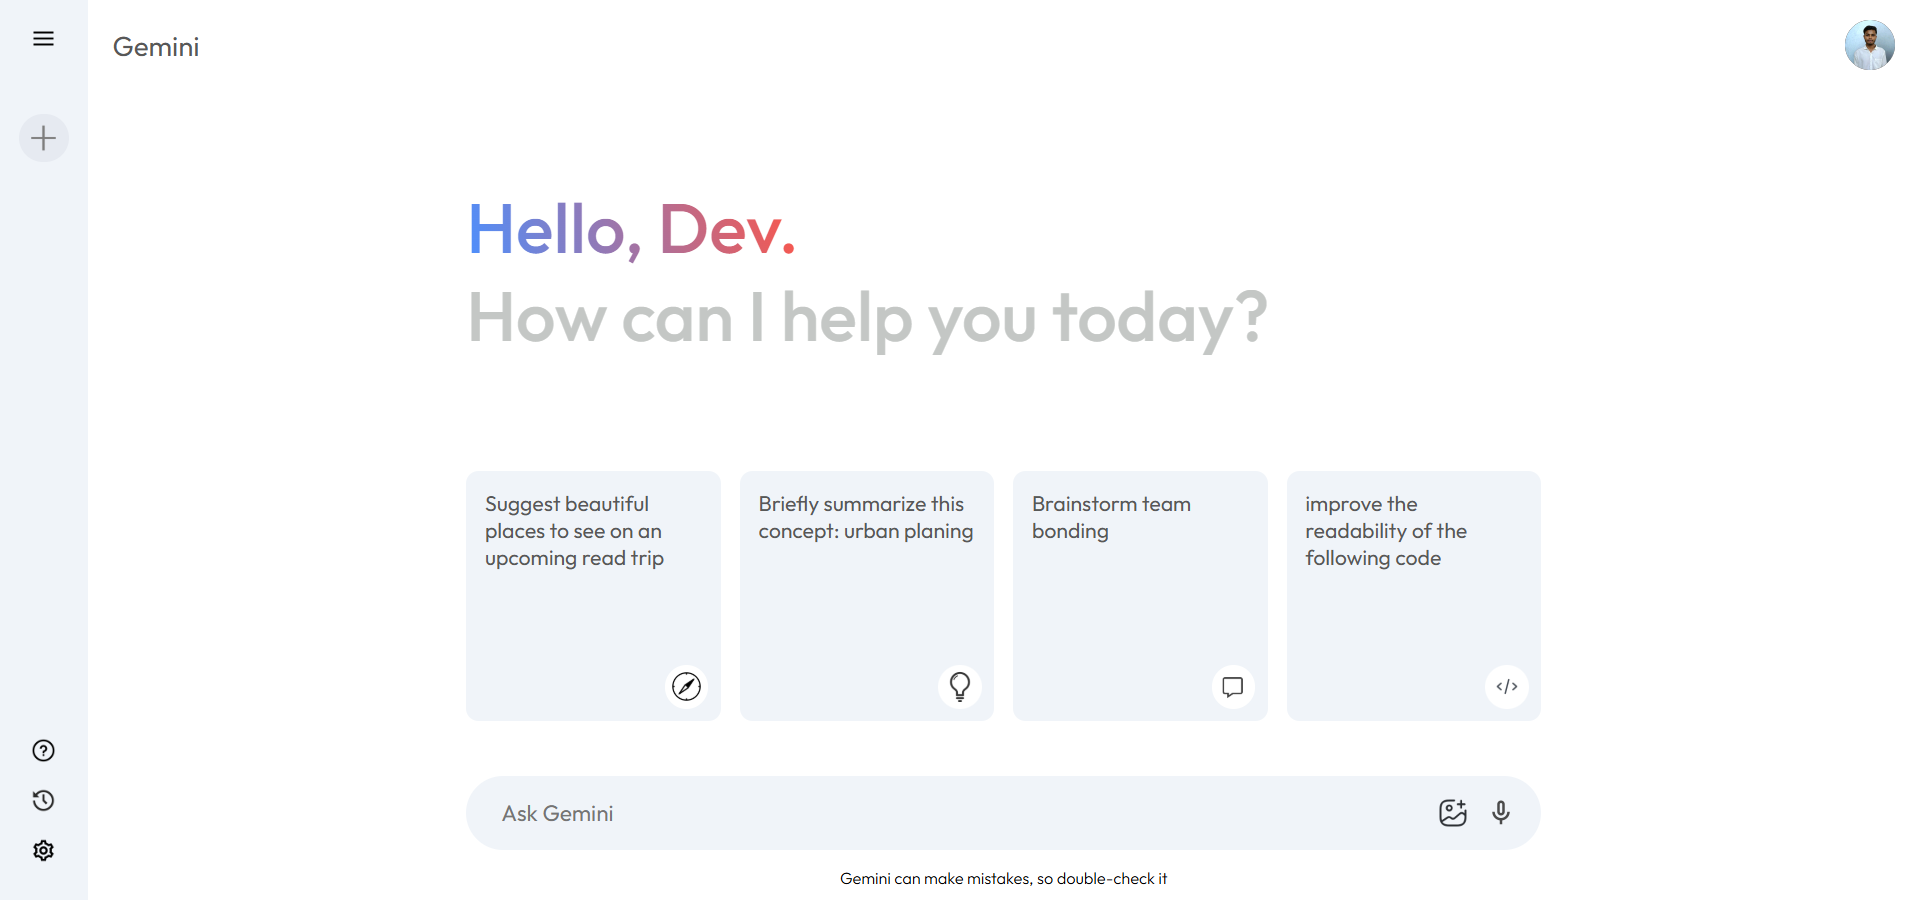 Gemini
Hello, Dev.
How can I help you today?
Suggest beautiful
places to see on an
upcoming read trip
Briefly summarize this
concept: urban planing
Brainstorm team
bonding
improve the
readability of the
following code
Ask Gemini
Gemini can make mistakes, so double-check it